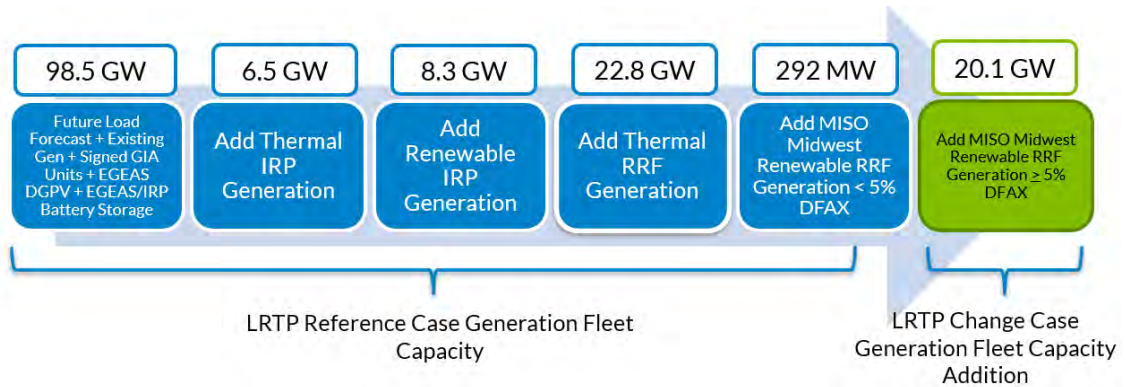 98.5 GW
Future Load
Forecast + Existing
Gen + Signed GIA
Units + EGEAS
DGPV + EGEAS/IRP
Battery Storage
6.5 GW
Add Thermal
IRP
Generation
8.3 GW
Add
Renewable
IRP
Generation
22.8 GW
Add Thermal
RRF
Generation
292 MW
Add MISO
Midwest
Renewable RRF
Generation < 5%
DFAX
20.1 GW
Add MISO Midwest
Renewable RRF
Generation ≥ 5%
DFAX
LRTP Reference Case Generation Fleet
Capacity
LRTP Change Case
Generation Fleet Capacity
Addition